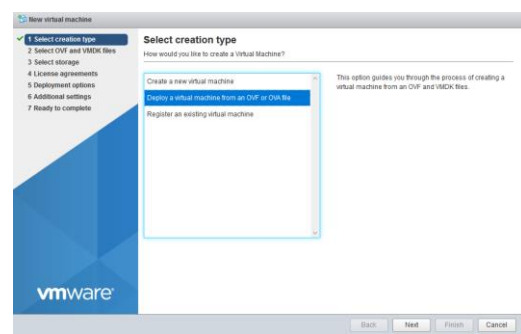 New virtual machine
1 Select creation type
2 Select OVF and VMDK files
3 Select storage
4 License agreements
5 Deployment options
6 Additional settings
7 Ready to complete
vmware
Select creation type
How would you like to create a Virtual Machine?
Create a new virtual machine
Deploy a virtual machine from an OVF or OVA file
Register an existing virtual machine
This option guides you through the process of creating a
virtual machine from an OVF and VMDK files.
Back Next Finish Cancel